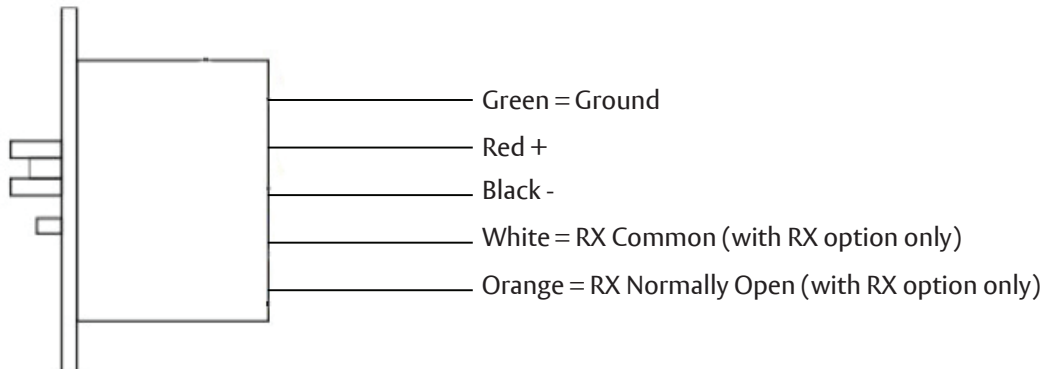 Green = Ground
Red +
Black -
White = RX Common (with RX option only)
Orange = RX Normally Open (with RX option only)